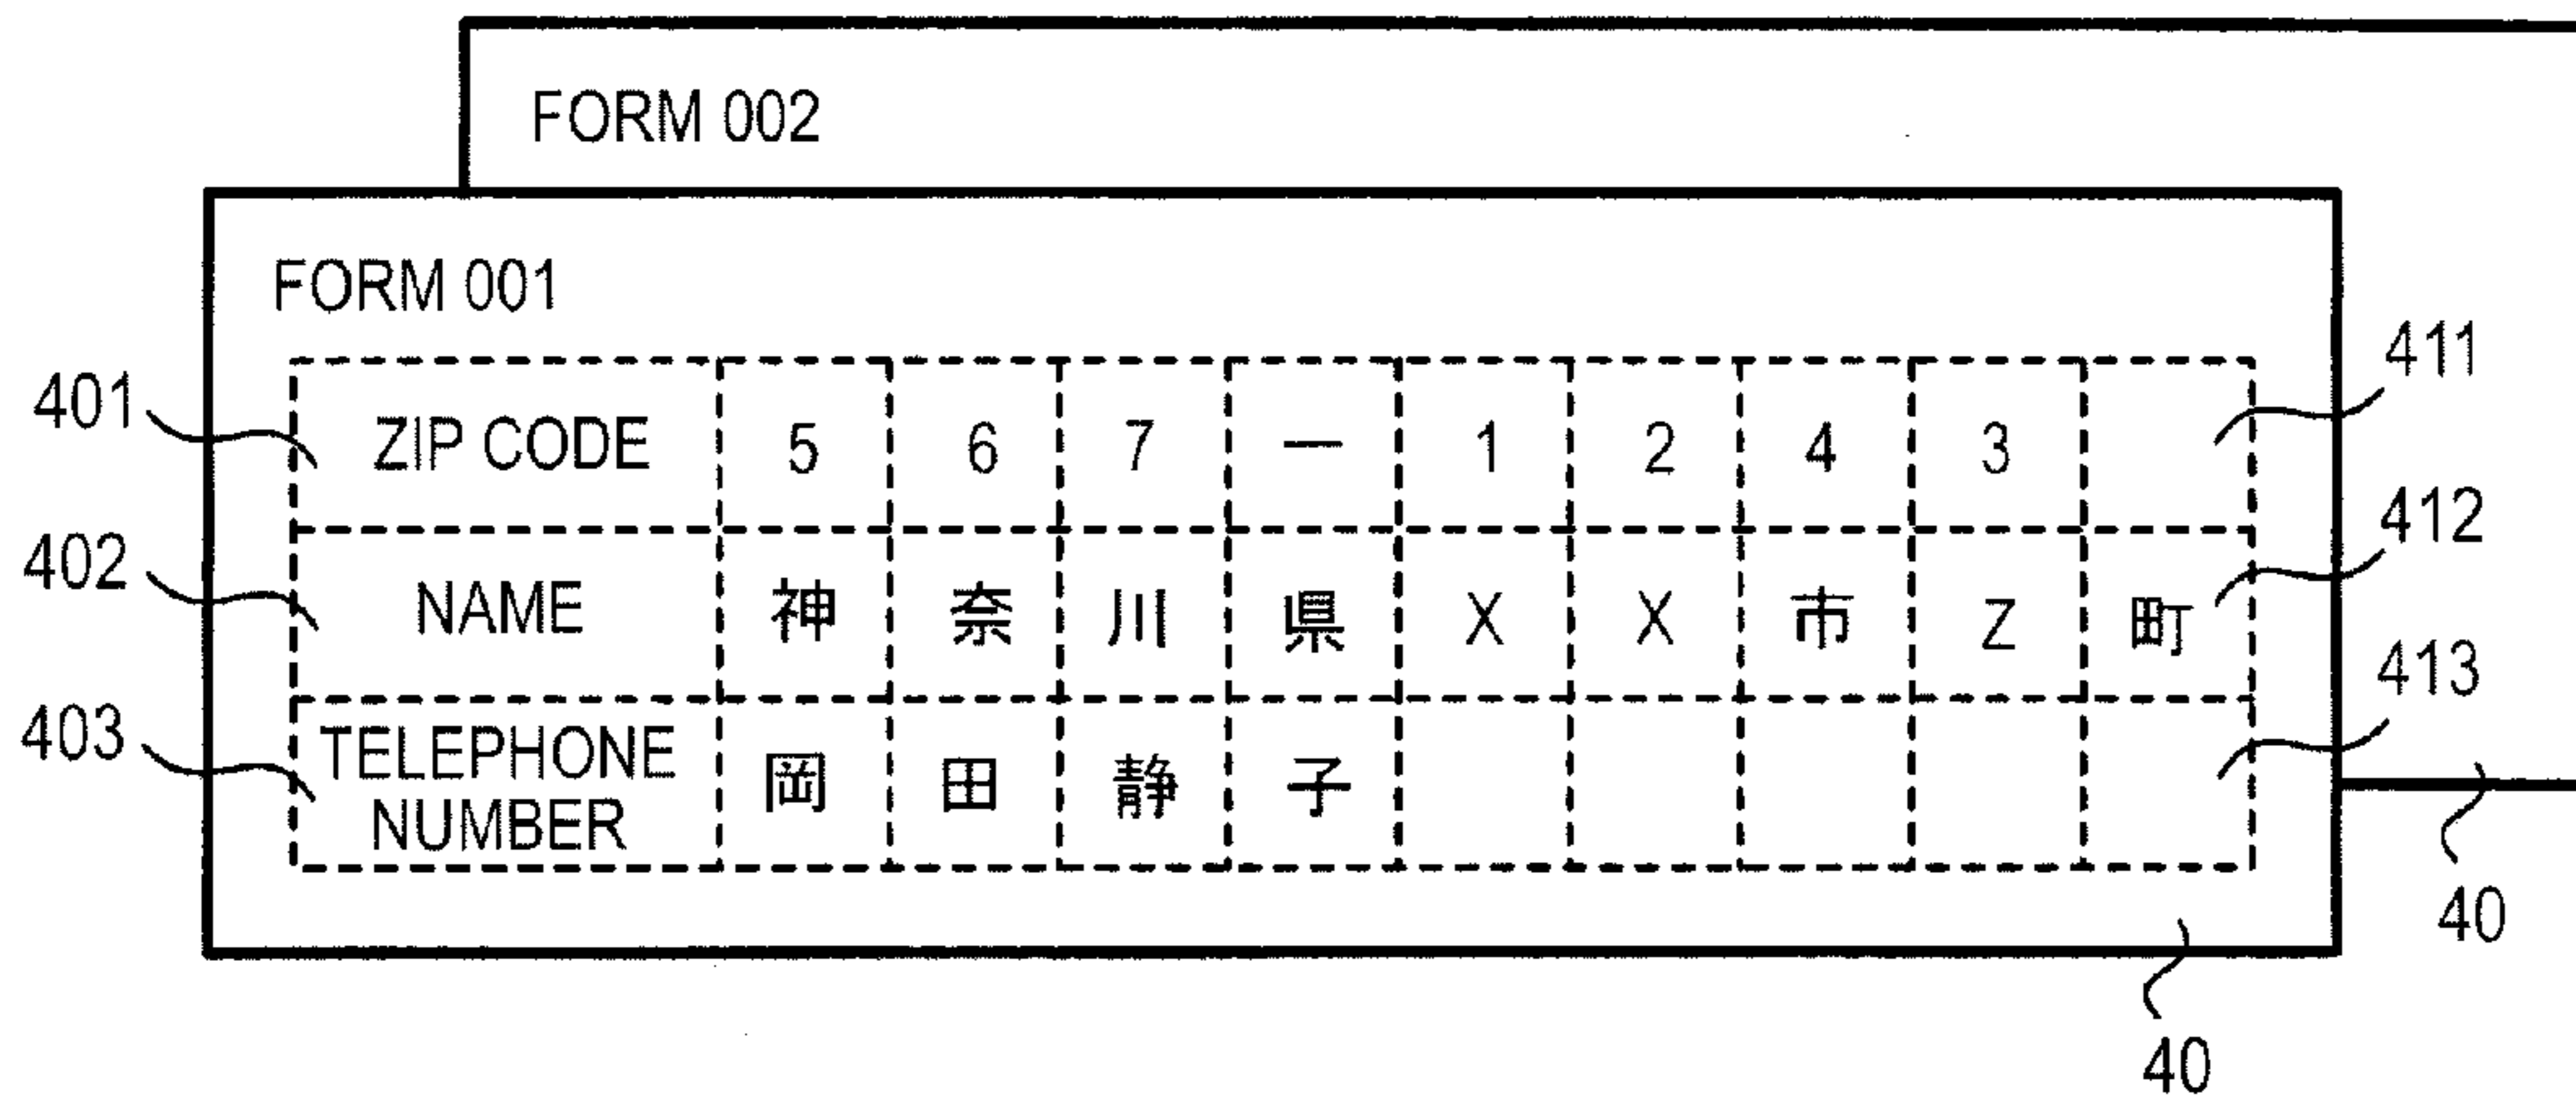 FORM 002
FORM 001
401 ZIP CODE 5 6 7 — 1 2 4 3 411
402 NAME 神 奈 川 県 X X 市 Z 町 412
403 TELEPHONE NUMBER 岡 田 静 子 413
40
40